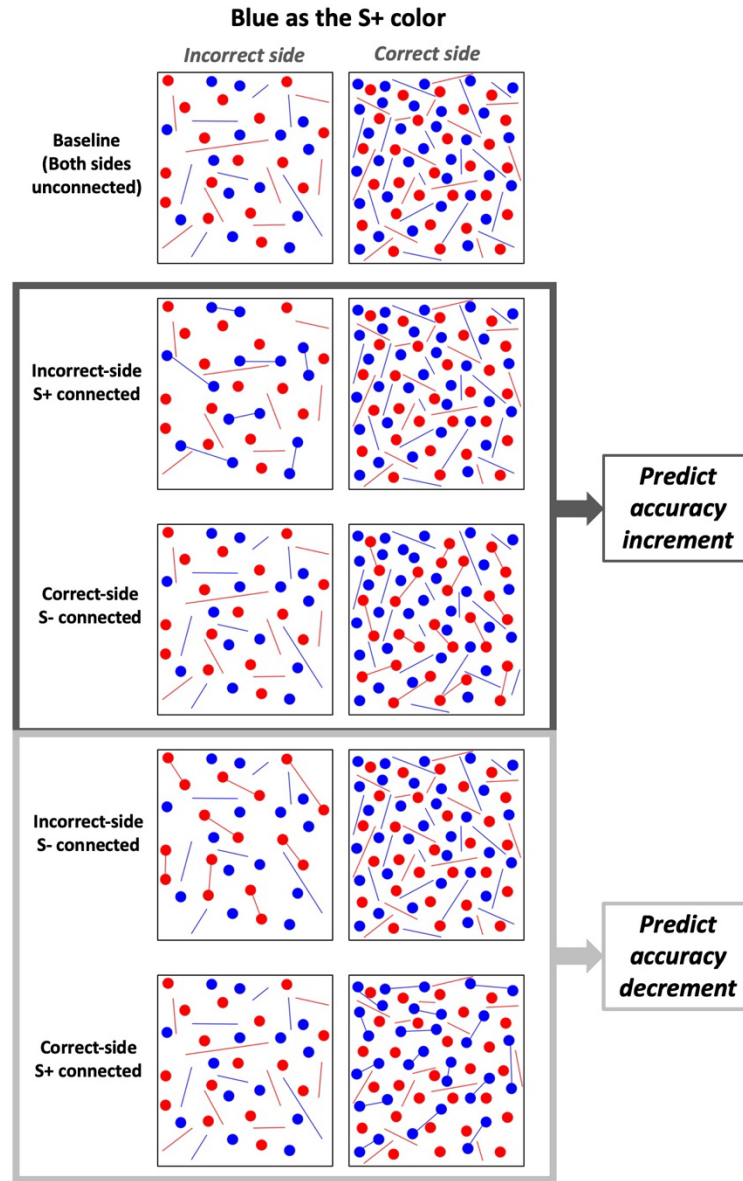 Blue as the S+ color
Incorrect side
Correct side
Baseline
(Both sides
unconnected)
Incorrect-side
S+ connected
Predict
accuracy
increment
Correct-side
S- connected
Incorrect-side
S- connected
Predict
accuracy
decrement
Correct-side
S+ connected